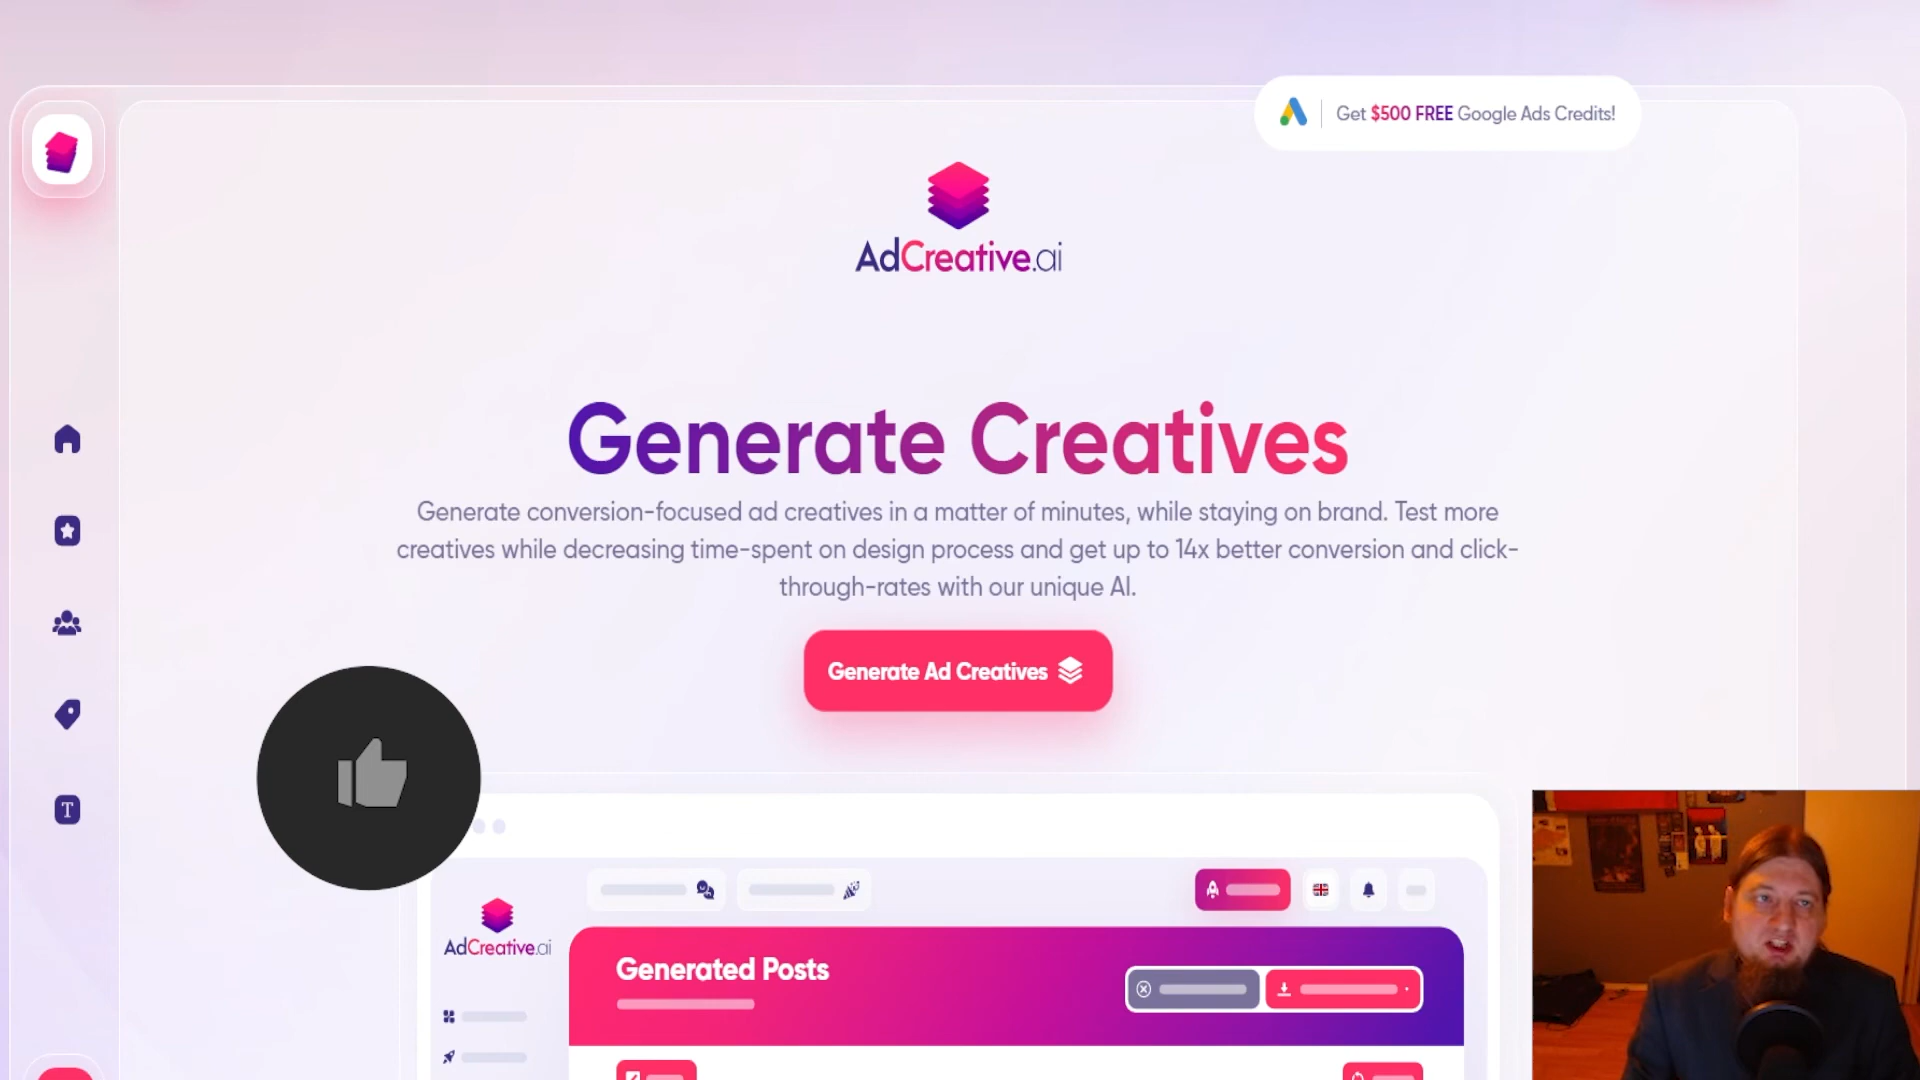 Get $500 FREE Google Ads Credits!
AdCreative.ai
Generate Creatives
Generate conversion-focused ad creatives in a matter of minutes, while staying on brand. Test more
creatives while decreasing time-spent on design process and get up to 14x better conversion and click-
through-rates with our unique AI.
Generate Ad Creatives
T
AdCreative.ai
Generated Posts